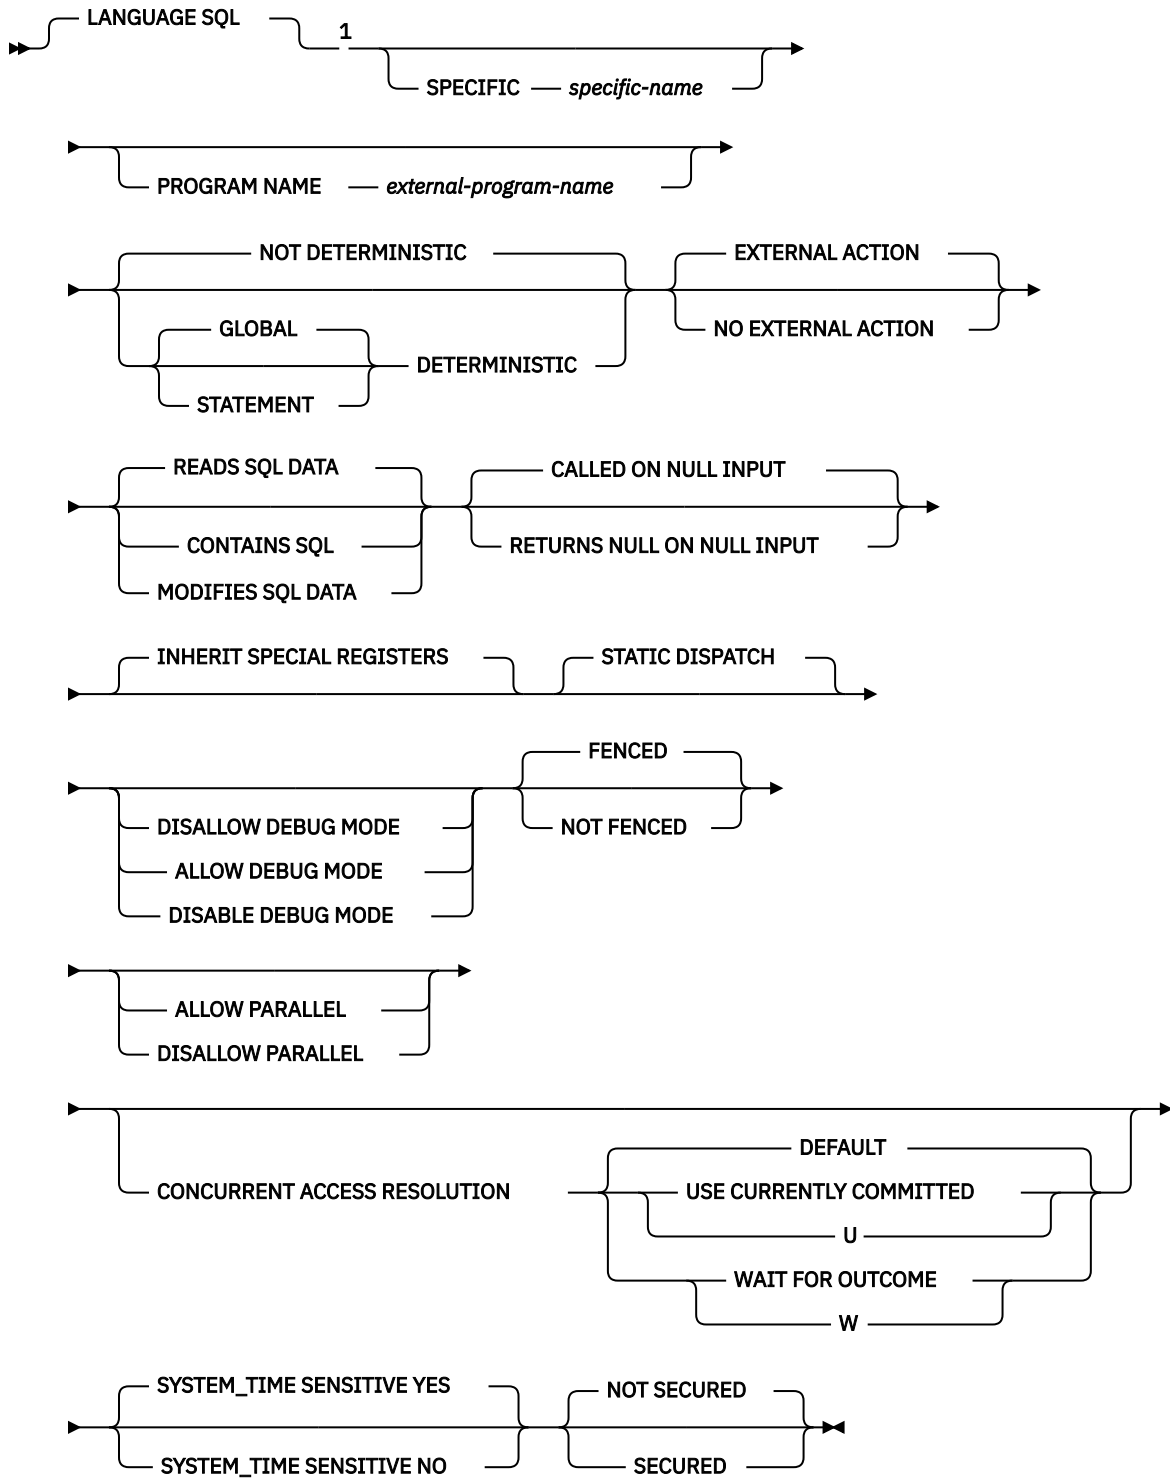 LANGUAGE SQL
1
SPECIFIC specific-name
PROGRAM NAME external-program-name
NOT DETERMINISTIC EXTERNAL ACTION
GLOBAL NO EXTERNAL ACTION
DETERMINISTIC
STATEMENT
READS SQL DATA CALLED ON NULL INPUT
CONTAINS SQL RETURNS NULL ON NULL INPUT
MODIFIES SQL DATA
INHERIT SPECIAL REGISTERS STATIC DISPATCH
FENCED
DISALLOW DEBUG MODE NOT FENCED
ALLOW DEBUG MODE
DISABLE DEBUG MODE
ALLOW PARALLEL
DISALLOW PARALLEL
DEFAULT
CONCURRENT ACCESS RESOLUTION USE CURRENTLY COMMITTED
U
WAIT FOR OUTCOME
W
SYSTEM_TIME SENSITIVE YES NOT SECURED
SYSTEM_TIME SENSITIVE NO SECURED